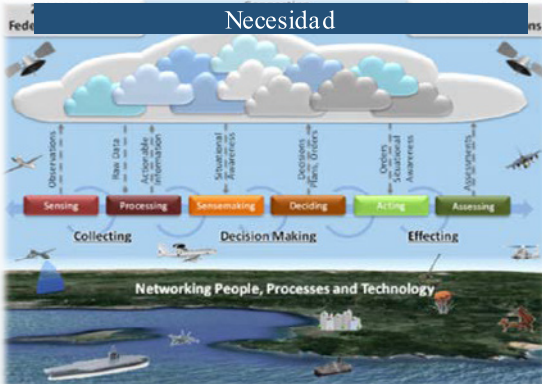 Necesidad
Observations
Raw Data
Actionable
Information
Situational
Awareness
Decisions
Plans, Orders
Orders
Situational
Awareness
Assessments
Sensing
Processing
Sensemaking
Deciding
Acting
Assessing
Collecting
Decision Making
Effecting
Networking People, Processes and Technology